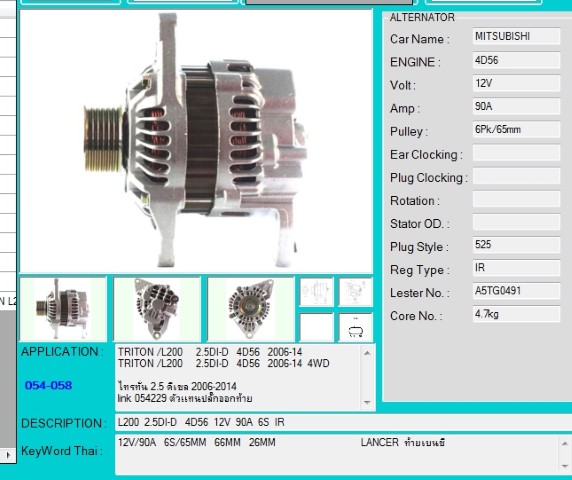 ALTERNATOR
Car Name : MITSUBISHI
ENGINE : 4D56
Volt : 12V
Amp : 90A
Pulley : 6Pk/65mm
Ear Clocking :
Plug Clocking :
Rotation :
Stator OD. :
Plug Style : 525
Reg Type : IR
Lester No. : A5TG0491
Core No. : 4.7kg
N L2
APPLICATION : TRITON /L200 2.5DI-D 4D56 2006-14
TRITON /L200 2.5DI-D 4D56 2006-14 4WD
054-058
ไทรทัน 2.5 ดีเซล 2006-2014
link 054229 ตัวแทนปลั๊กออกท้าย
DESCRIPTION : L200 2.5DI-D 4D56 12V 90A 6S IR
KeyWord Thai : 12V/90A 6S/65MM 66MM 26MM LANCER ท้ายเบนซ์